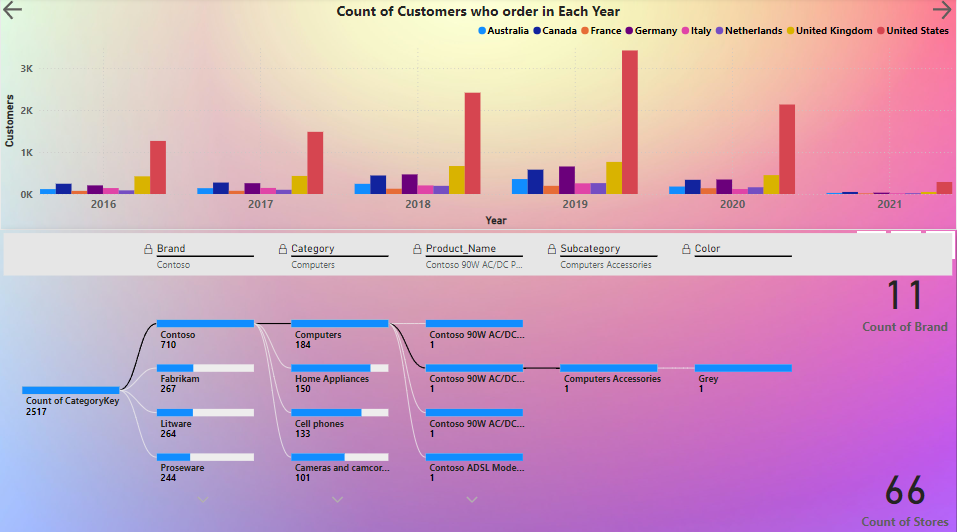 Count of Customers who order in Each Year
Australia Canada France Germany Italy Netherlands United Kingdom United States
3K
2K
1K
0K
Customers
2016 2017 2018 2019 2020 2021
Year
Brand Category Product_Name Subcategory Color
Contoso Computers Contoso 90W AC/DC P... Computers Accessories
11
Count of Brand
Contoso Computers Contoso 90W AC/DC...
710 184 1
Fabrikam Home Appliances Contoso 90W AC/DC... Computers Accessories Grey
267 150 1 1 1
Count of CategoryKey
2517
Litware Cell phones Contoso 90W AC/DC...
264 133 1
Proseware Cameras and camcor... Contoso ADSL Mode...
244 101 1
66
Count of Stores